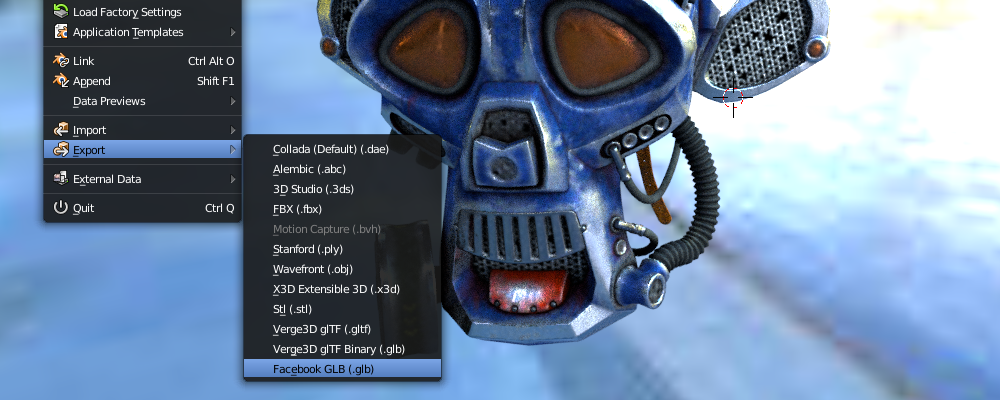 Load Factory Settings
Application Templates
Link Ctrl Alt O
Append Shift F1
Data Previews
Import
Export
External Data
Quit Ctrl Q
Collada (Default) (.dae)
Alembic (.abc)
3D Studio (.3ds)
FBX (.fbx)
Motion Capture (.bvh)
Stanford (.ply)
Wavefront (.obj)
X3D Extensible 3D (.x3d)
Stl (.stl)
Verge3D glTF (.gltf)
Verge3D glTF Binary (.glb)
Facebook GLB (.glb)